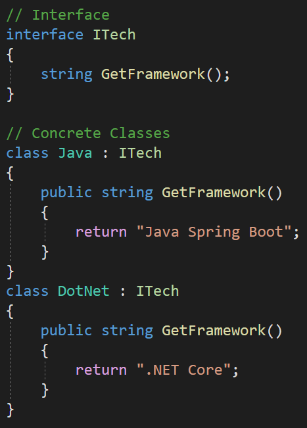 // Interface
interface ITech
{
    string GetFramework();
}

// Concrete Classes
class Java : ITech
{
    public string GetFramework()
    {
        return "Java Spring Boot";
    }
}
class DotNet : ITech
{
    public string GetFramework()
    {
        return ".NET Core";
    }
}